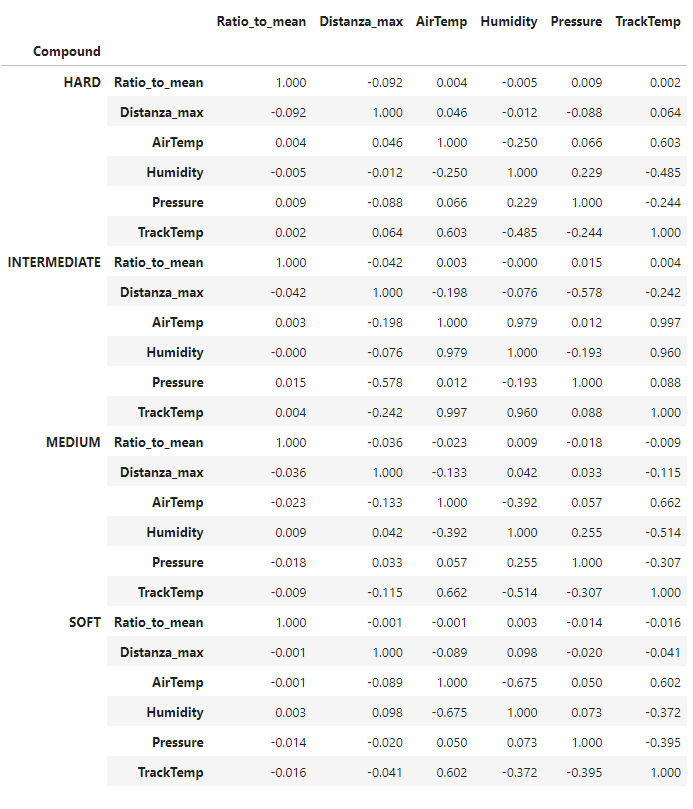 Ratio_to_mean Distanza_max AirTemp Humidity Pressure TrackTemp
Compound
HARD Ratio_to_mean 1.000 -0.092 0.004 -0.005 0.009 0.002
Distanza_max -0.092 1.000 0.046 -0.012 -0.088 0.064
AirTemp 0.004 0.046 1.000 -0.250 0.066 0.603
Humidity -0.005 -0.012 -0.250 1.000 0.229 -0.485
Pressure 0.009 -0.088 0.066 0.229 1.000 -0.244
TrackTemp 0.002 0.064 0.603 -0.485 -0.244 1.000
INTERMEDIATE Ratio_to_mean 1.000 -0.042 0.003 -0.000 0.015 0.004
Distanza_max -0.042 1.000 -0.198 -0.076 -0.578 -0.242
AirTemp 0.003 -0.198 1.000 0.979 0.012 0.997
Humidity -0.000 -0.076 0.979 1.000 -0.193 0.960
Pressure 0.015 -0.578 0.012 -0.193 1.000 0.088
TrackTemp 0.004 -0.242 0.997 0.960 0.088 1.000
MEDIUM Ratio_to_mean 1.000 -0.036 -0.023 0.009 -0.018 -0.009
Distanza_max -0.036 1.000 -0.133 0.042 0.033 -0.115
AirTemp -0.023 -0.133 1.000 -0.392 0.057 0.662
Humidity 0.009 0.042 -0.392 1.000 0.255 -0.514
Pressure -0.018 0.033 0.057 0.255 1.000 -0.307
TrackTemp -0.009 -0.115 0.662 -0.514 -0.307 1.000
SOFT Ratio_to_mean 1.000 -0.001 -0.001 0.003 -0.014 -0.016
Distanza_max -0.001 1.000 -0.089 0.098 -0.020 -0.041
AirTemp -0.001 -0.089 1.000 -0.675 0.050 0.602
Humidity 0.003 0.098 -0.675 1.000 0.073 -0.372
Pressure -0.014 -0.020 0.050 0.073 1.000 -0.395
TrackTemp -0.016 -0.041 0.602 -0.372 -0.395 1.000